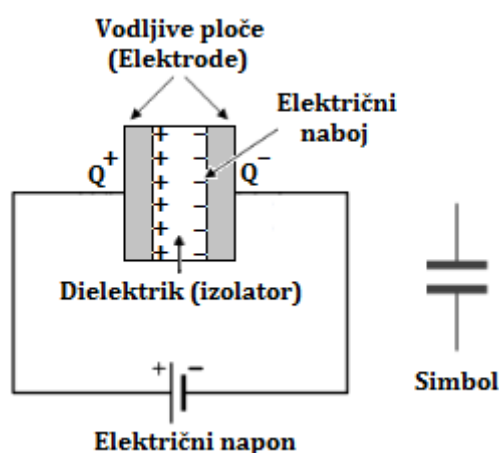 Vodljive ploče
(Elektrode)
Električni
naboj
Q+
Q−
+ −
+ −
+ −
+ −
+ −
+ −
Dielektrik (izolator)
+ −
Simbol
Električni napon